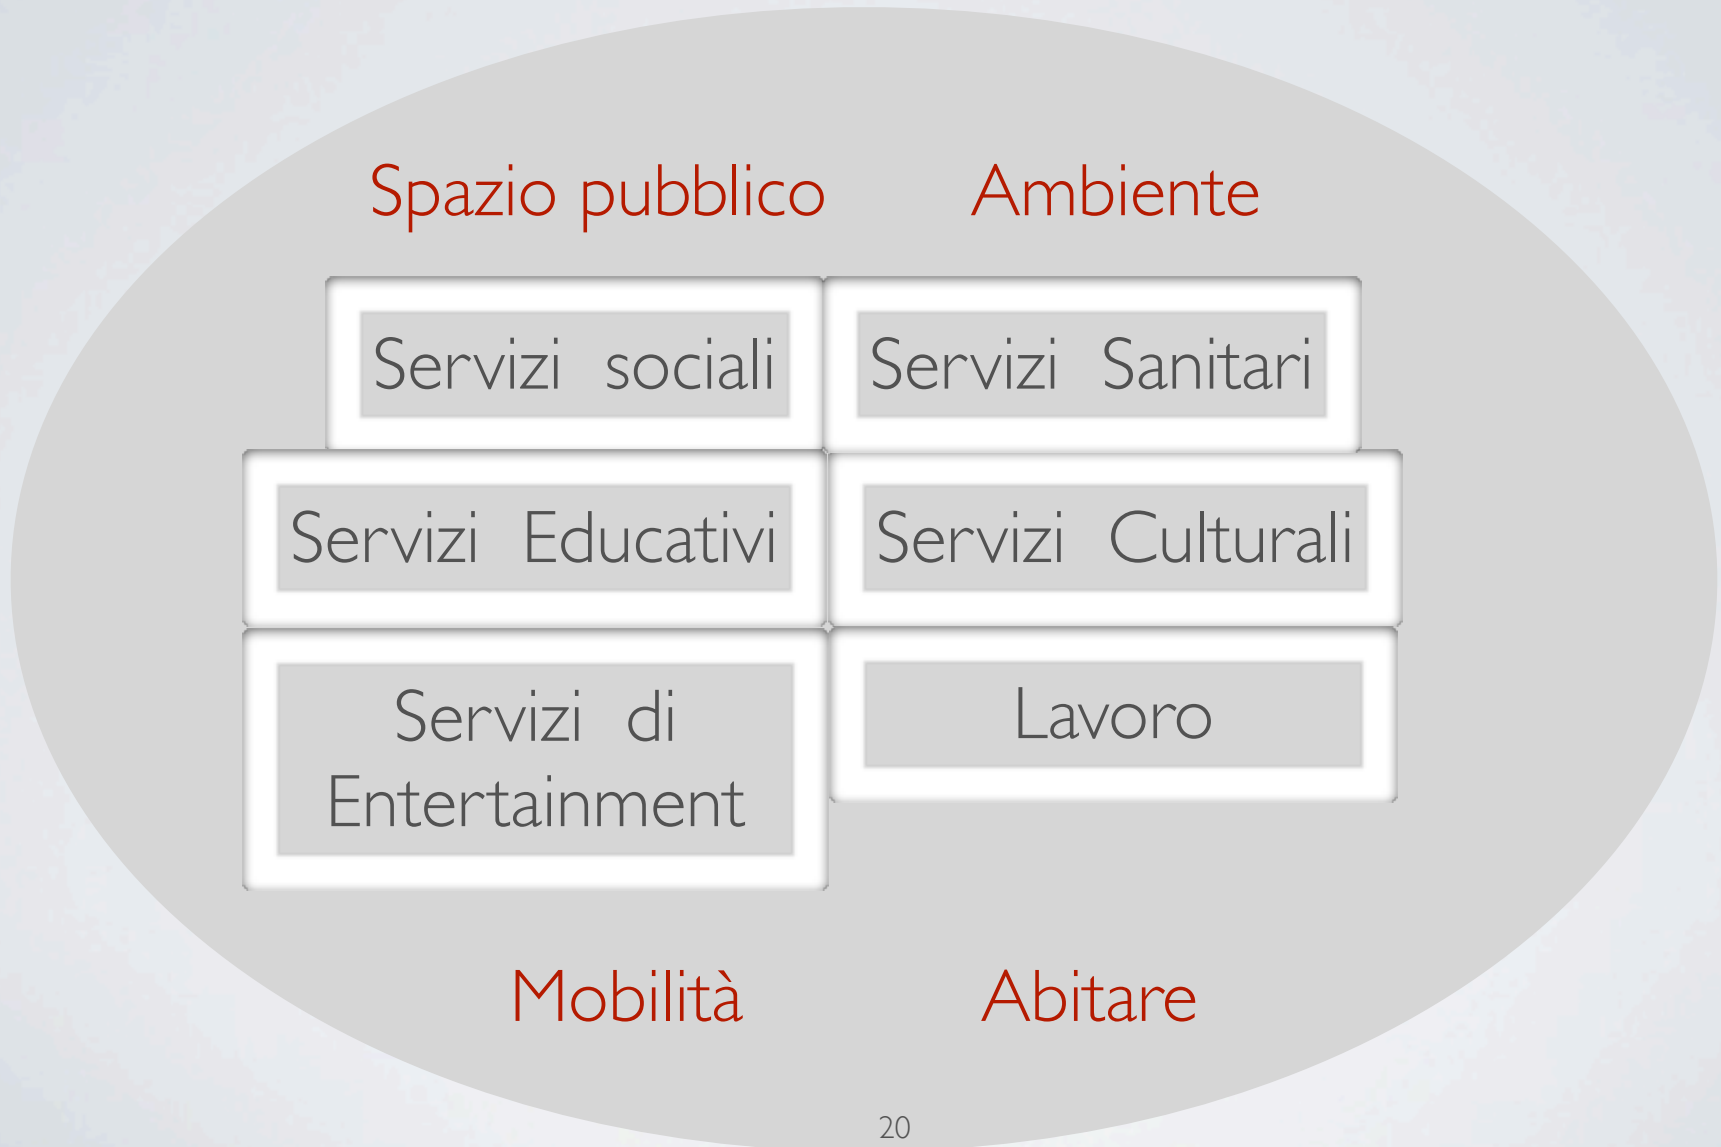 Spazio pubblico Ambiente
Servizi sociali Servizi Sanitari
Servizi Educativi Servizi Culturali
Servizi di
Entertainment
Lavoro
Mobilità Abitare
20